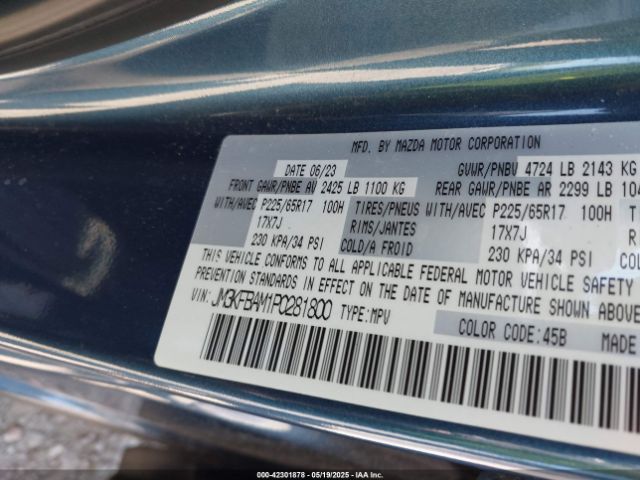 MFD. BY MAZDA MOTOR CORPORATION
DATE 06/23 GVWR/PNBV 4724 LB 2143 KG
FRONT GAWR/PNBE AV 2425 LB 1100 KG REAR GAWR/PNBE AR 2299 LB 104
WITH/AVEC P225/65R17 100H TIRES/PNEUS WITH/AVEC P225/65R17 100H T
17X7J RIMS/JANTES 17X7J R
230 KPA/34 PSI COLD/A FROID 230 KPA/34 PSI CO
THIS VEHICLE CONFORMS TO ALL APPLICABLE FEDERAL MOTOR VEHICLE SAFETY
PREVENTION STANDARDS IN EFFECT ON THE DATE OF MANUFACTURE SHOWN ABOVE
VIN: JM3KFBAM1P0281800 TYPE:MPV
COLOR CODE:45B MADE
00-42301878 - 05/19/2025 - IAA Corp.